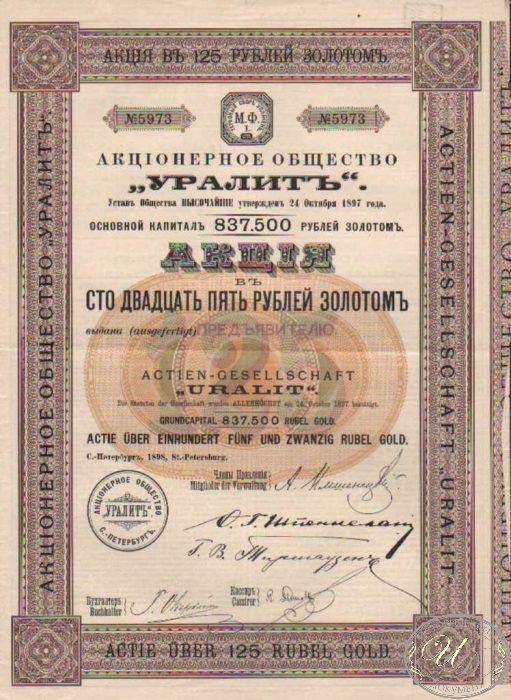 АКЦІЯ ВЪ 125 РУБЛЕЙ ЗОЛОТОМЪ.
№5973
М.Ф.
I.
№5973
АКЦІОНЕРНОЕ ОБЩЕСТВО
„УРАЛИТЪ“.
Уставъ Общества ВЫСОЧАЙШЕ утвержденъ 24 Октября 1897 года.
ОСНОВНОЙ КАПИТАЛЪ 837.500 РУБЛЕЙ ЗОЛОТОМЪ.
АКЦІЯ
ВЪ
СТО ДВАДЦАТЬ ПЯТЬ РУБЛЕЙ ЗОЛОТОМЪ
выдана (ausgefertigt) ПРЕДЪЯВИТЕЛЮ
125
ACTIEN-GESELLSCHAFT
„URALIT“.
Die Statuten der Gesellschaft wurden ALLERHÖCHST am 24. October 1897 bestätigt.
GRUNDCAPITAL 837.500 RUBEL GOLD.
ACTIE ÜBER EINHUNDERT FÜNF UND ZWANZIG RUBEL GOLD.
С.-Петербургъ, 1898, St.-Petersburg.
Члены Правленія
Mitglieder der Verwaltung
АКЦІОНЕРНОЕ ОБЩЕСТВО
„УРАЛИТЪ“
С.-ПЕТЕРБУРГЪ
Бухгалтеръ
Buchhalter
Кассиръ
Cassirer
ACTIE ÜBER 125 RUBEL GOLD.
АКЦІОНЕРНОЕ ОБЩЕСТВО „УРАЛИТЪ“
ACTIEN-GESELLSCHAFT „URALIT“